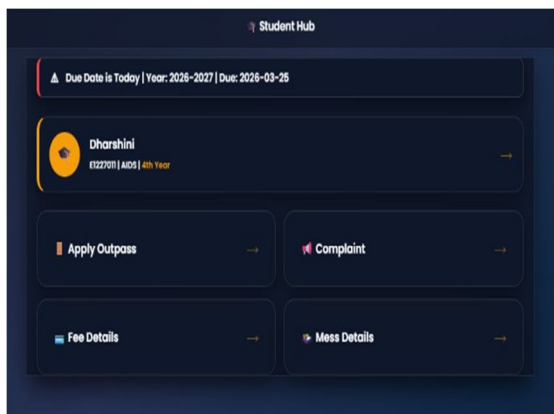 Student Hub
Due Date is Today | Year: 2026-2027 | Due: 2026-03-25
Dharshini
E1227011 | AIDS | 4th Year
Apply Outpass
Complaint
Fee Details
Mess Details